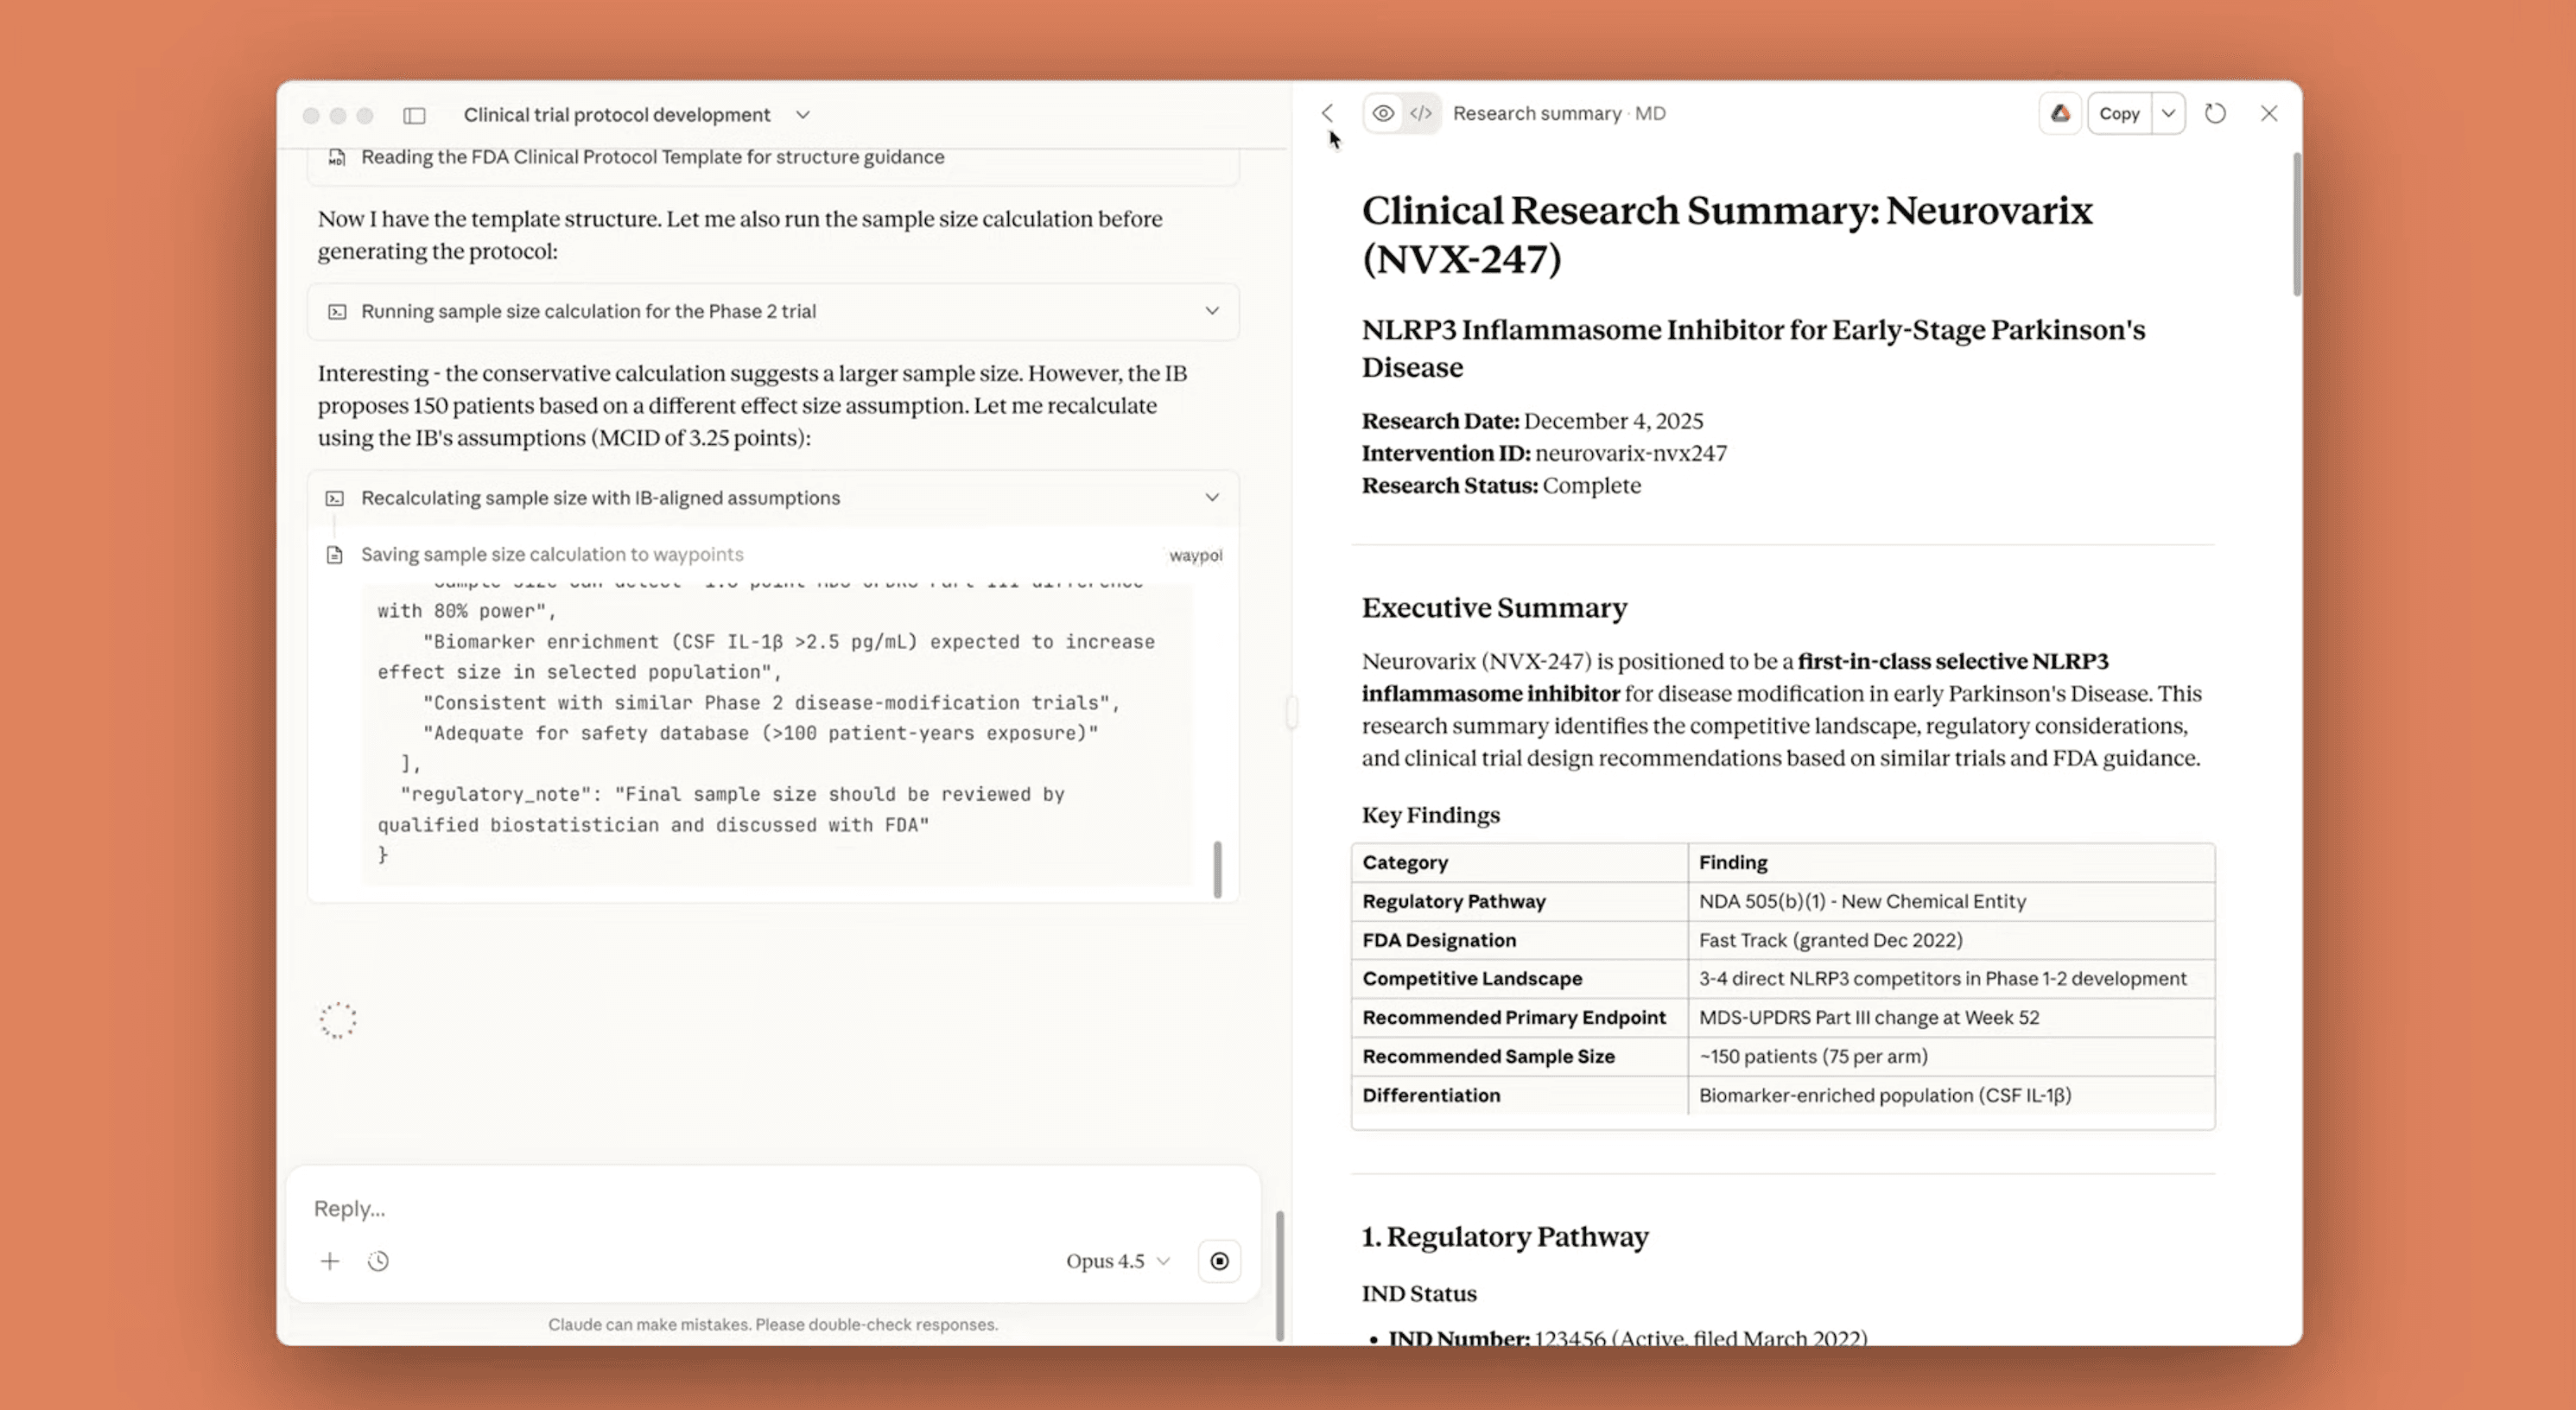 Clinical trial protocol development
Reading the FDA Clinical Protocol Template for structure guidance
Now I have the template structure. Let me also run the sample size calculation before
generating the protocol:
Running sample size calculation for the Phase 2 trial
Interesting - the conservative calculation suggests a larger sample size. However, the IB
proposes 150 patients based on a different effect size assumption. Let me recalculate
using the IB's assumptions (MCID of 3.25 points):
Recalculating sample size with IB-aligned assumptions
Saving sample size calculation to waypoints
waypoi
with 80% power",
"Biomarker enrichment (CSF IL-1β >2.5 pg/mL) expected to increase
effect size in selected population",
"Consistent with similar Phase 2 disease-modification trials",
"Adequate for safety database (>100 patient-years exposure)"
],
"regulatory_note": "Final sample size should be reviewed by
qualified biostatistician and discussed with FDA"
}
Reply...
Opus 4.5
Claude can make mistakes. Please double-check responses.
Research summary · MD
Copy
Clinical Research Summary: Neurovarix
(NVX-247)
NLRP3 Inflammasome Inhibitor for Early-Stage Parkinson's
Disease
Research Date: December 4, 2025
Intervention ID: neurovarix-nvx247
Research Status: Complete
Executive Summary
Neurovarix (NVX-247) is positioned to be a first-in-class selective NLRP3
inflammasome inhibitor for disease modification in early Parkinson's Disease. This
research summary identifies the competitive landscape, regulatory considerations,
and clinical trial design recommendations based on similar trials and FDA guidance.
Key Findings
Category Finding
Regulatory Pathway NDA 505(b)(1) - New Chemical Entity
FDA Designation Fast Track (granted Dec 2022)
Competitive Landscape 3-4 direct NLRP3 competitors in Phase 1-2 development
Recommended Primary Endpoint MDS-UPDRS Part III change at Week 52
Recommended Sample Size ~150 patients (75 per arm)
Differentiation Biomarker-enriched population (CSF IL-1β)
1. Regulatory Pathway
IND Status
• IND Number: 123456 (Active, filed March 2022)